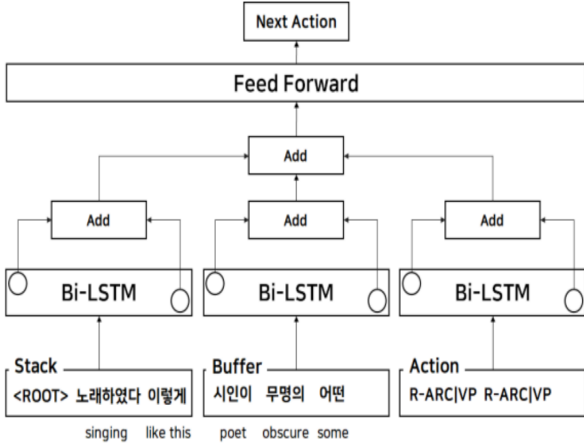 Next Action
Feed Forward
Add
Add Add Add
Bi-LSTM Bi-LSTM Bi-LSTM
Stack Buffer Action
<ROOT> 노래하였다 이렇게 시인이 무명의 어떤 R-ARC|VP R-ARC|VP
singing like this poet obscure some